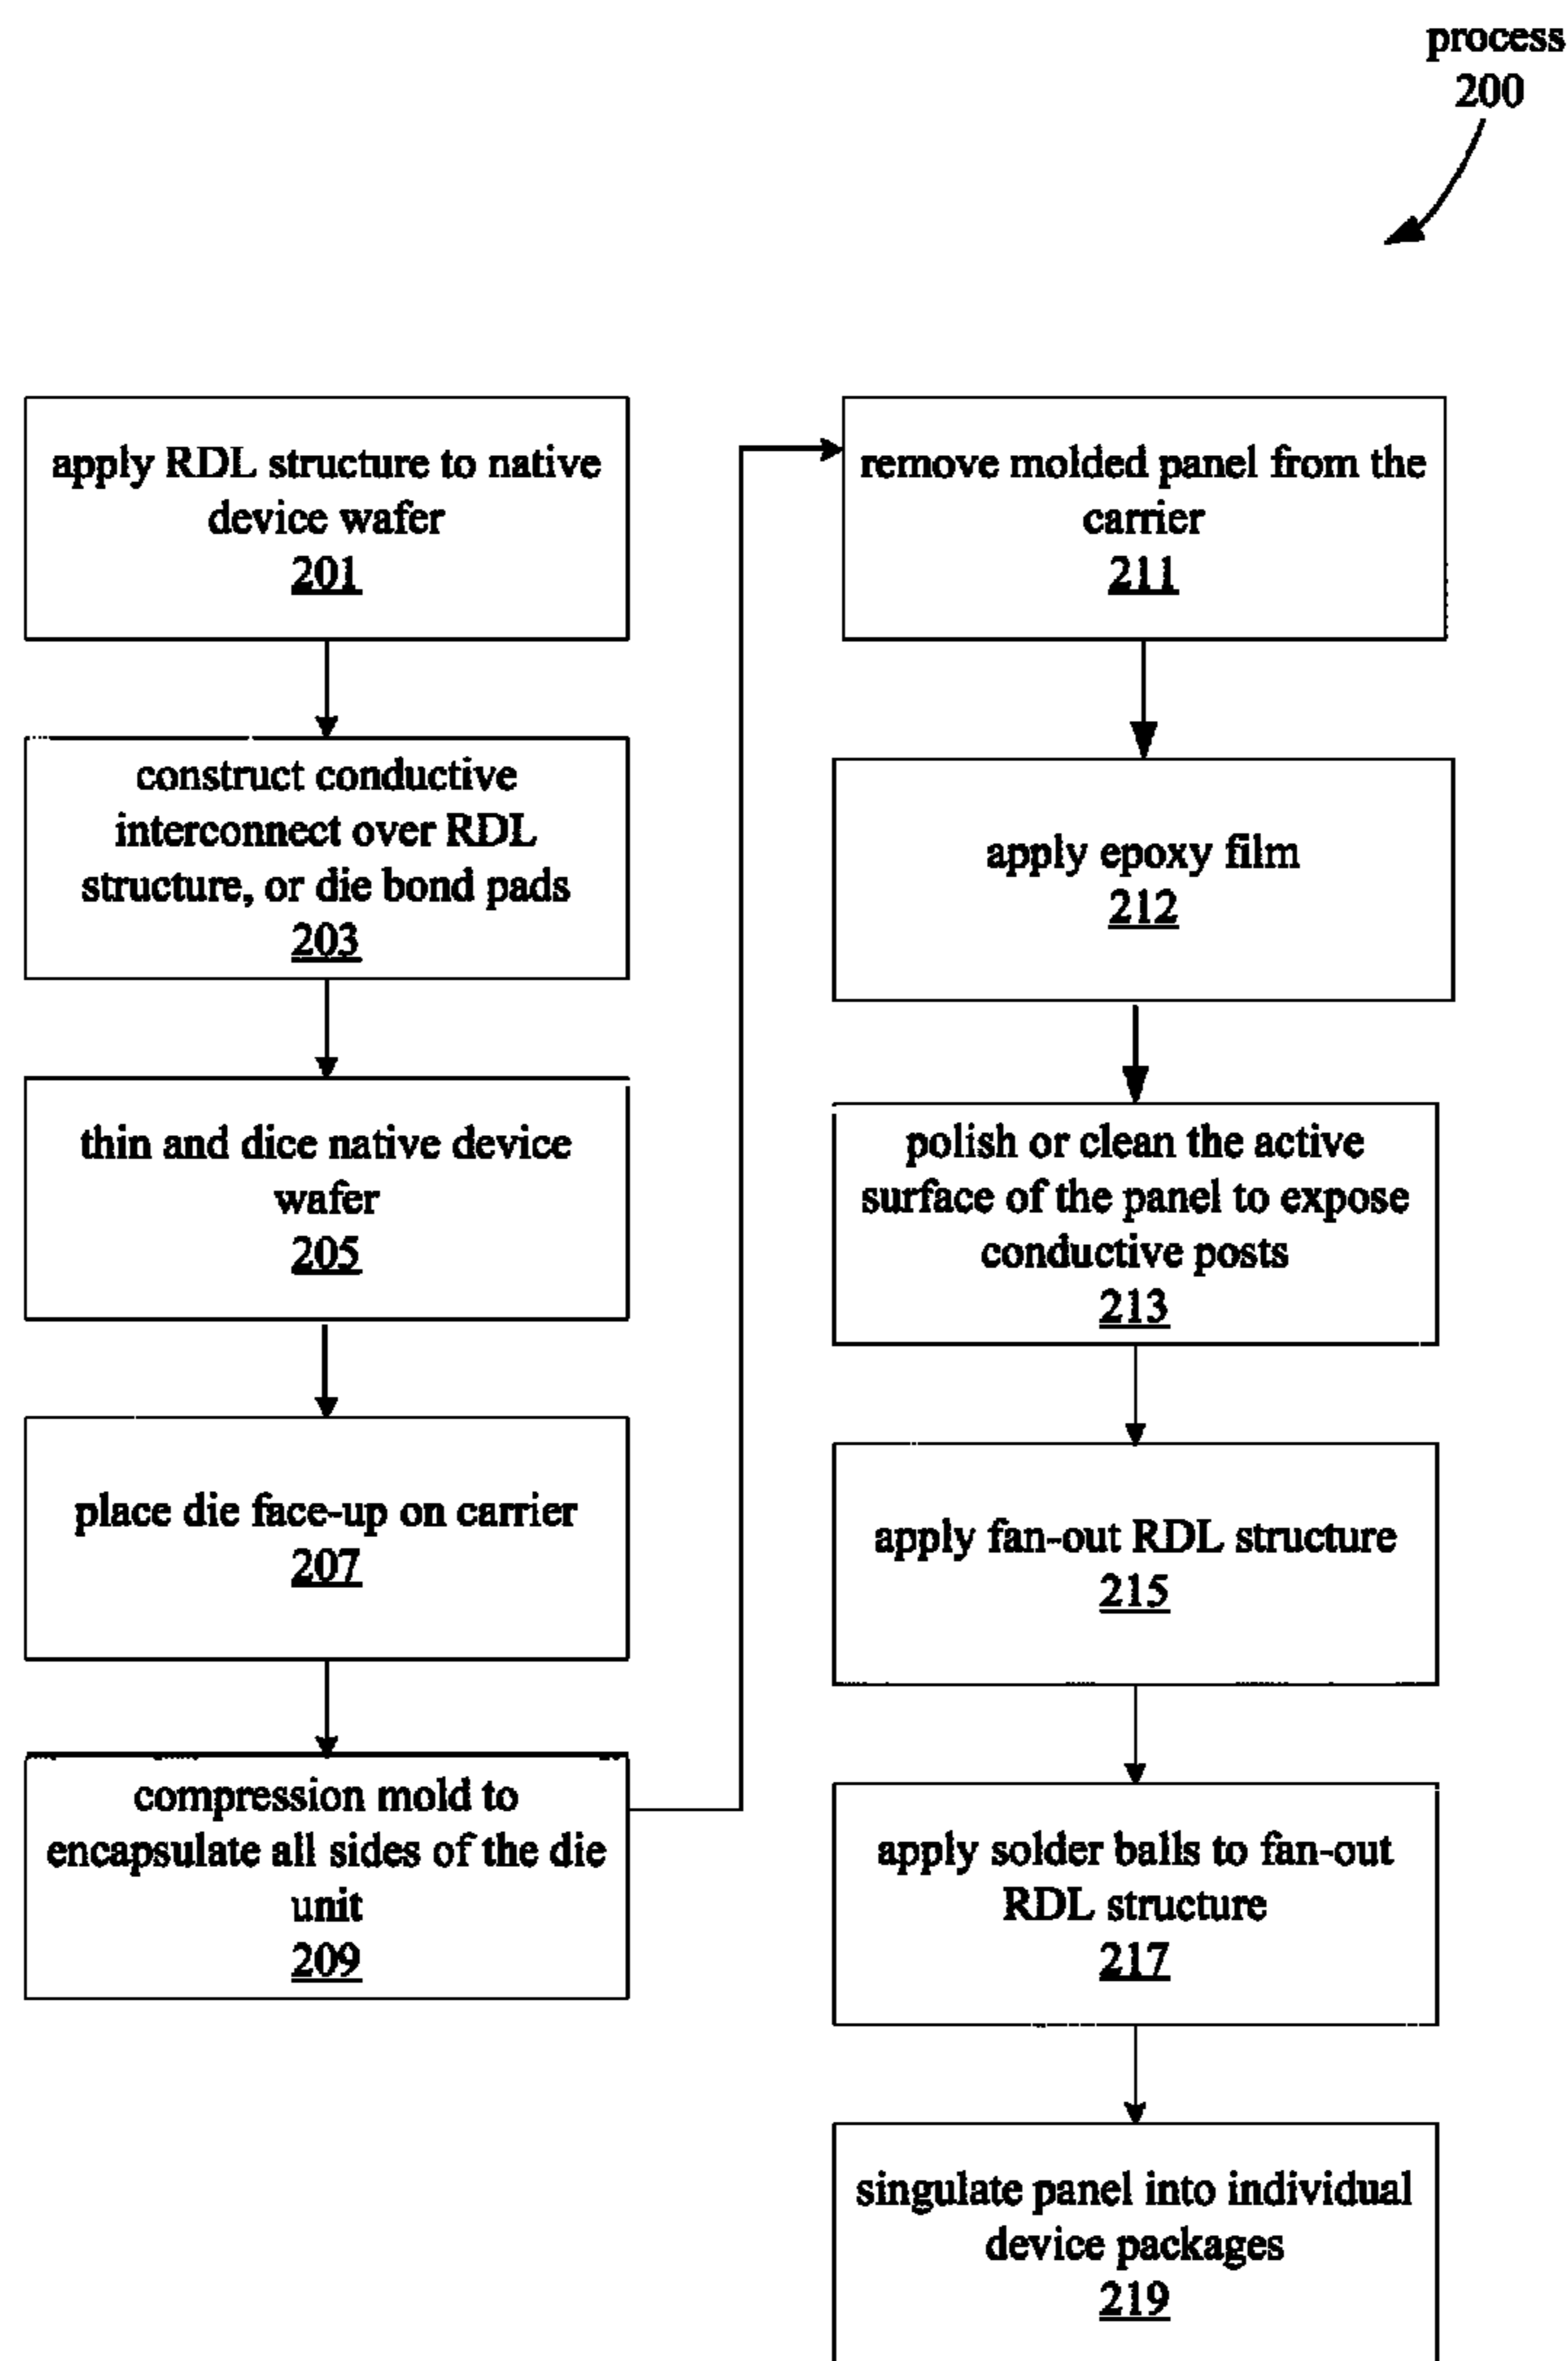 process
200
apply RDL structure to native
device wafer
201
construct conductive
interconnect over RDL
structure, or die bond pads
203
thin and dice native device
wafer
205
place die face-up on carrier
207
compression mold to
encapsulate all sides of the die
unit
209
remove molded panel from the
carrier
211
apply epoxy film
212
polish or clean the active
surface of the panel to expose
conductive posts
213
apply fan-out RDL structure
215
apply solder balls to fan-out
RDL structure
217
singulate panel into individual
device packages
219